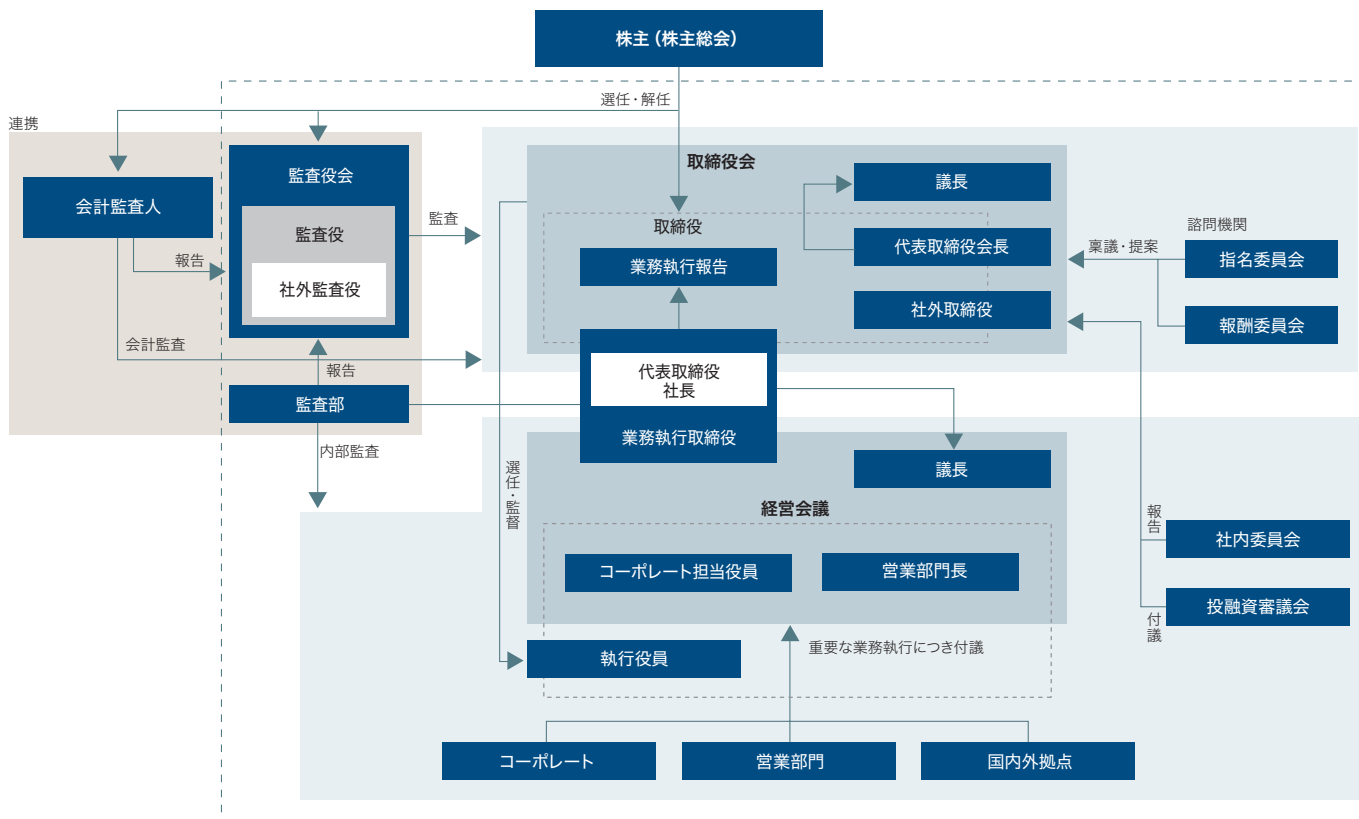 株主(株主総会)
選任・解任
連携
会計監査人
監査役会
監査役
社外監査役
報告
監査
会計監査
報告
監査部
内部監査
取締役会
議長
取締役
代表取締役会長
業務執行報告
社外取締役
諮問機関
稟議・提案
指名委員会
報酬委員会
代表取締役
社長
業務執行取締役
議長
選任・監督
経営会議
コーポレート担当役員
営業部門長
執行役員
重要な業務執行につき付議
報告
社内委員会
投融資審議会
付議
コーポレート
営業部門
国内外拠点